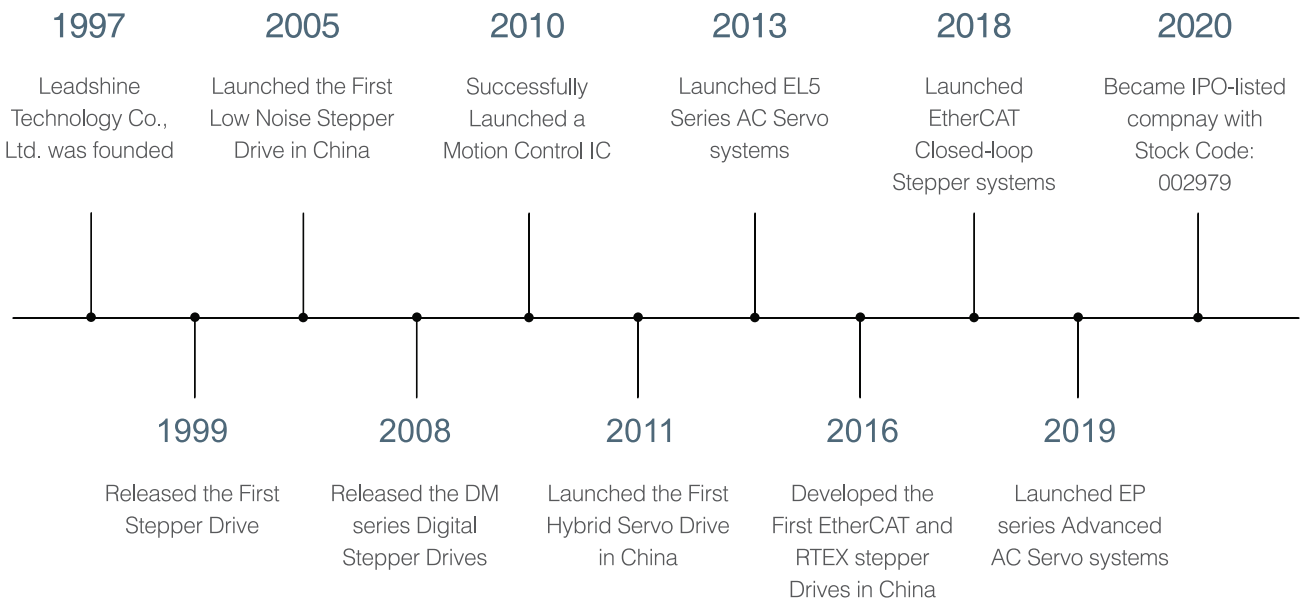 1997
Leadshine
Technology Co.,
Ltd. was founded
2005
Launched the First
Low Noise Stepper
Drive in China
2010
Successfully
Launched a
Motion Control IC
2013
Launched EL5
Series AC Servo
systems
2018
Launched
EtherCAT
Closed-loop
Stepper systems
2020
Became IPO-listed
compnay with
Stock Code:
002979
1999
Released the First
Stepper Drive
2008
Released the DM
series Digital
Stepper Drives
2011
Launched the First
Hybrid Servo Drive
in China
2016
Developed the
First EtherCAT and
RTEX stepper
Drives in China
2019
Launched EP
series Advanced
AC Servo systems